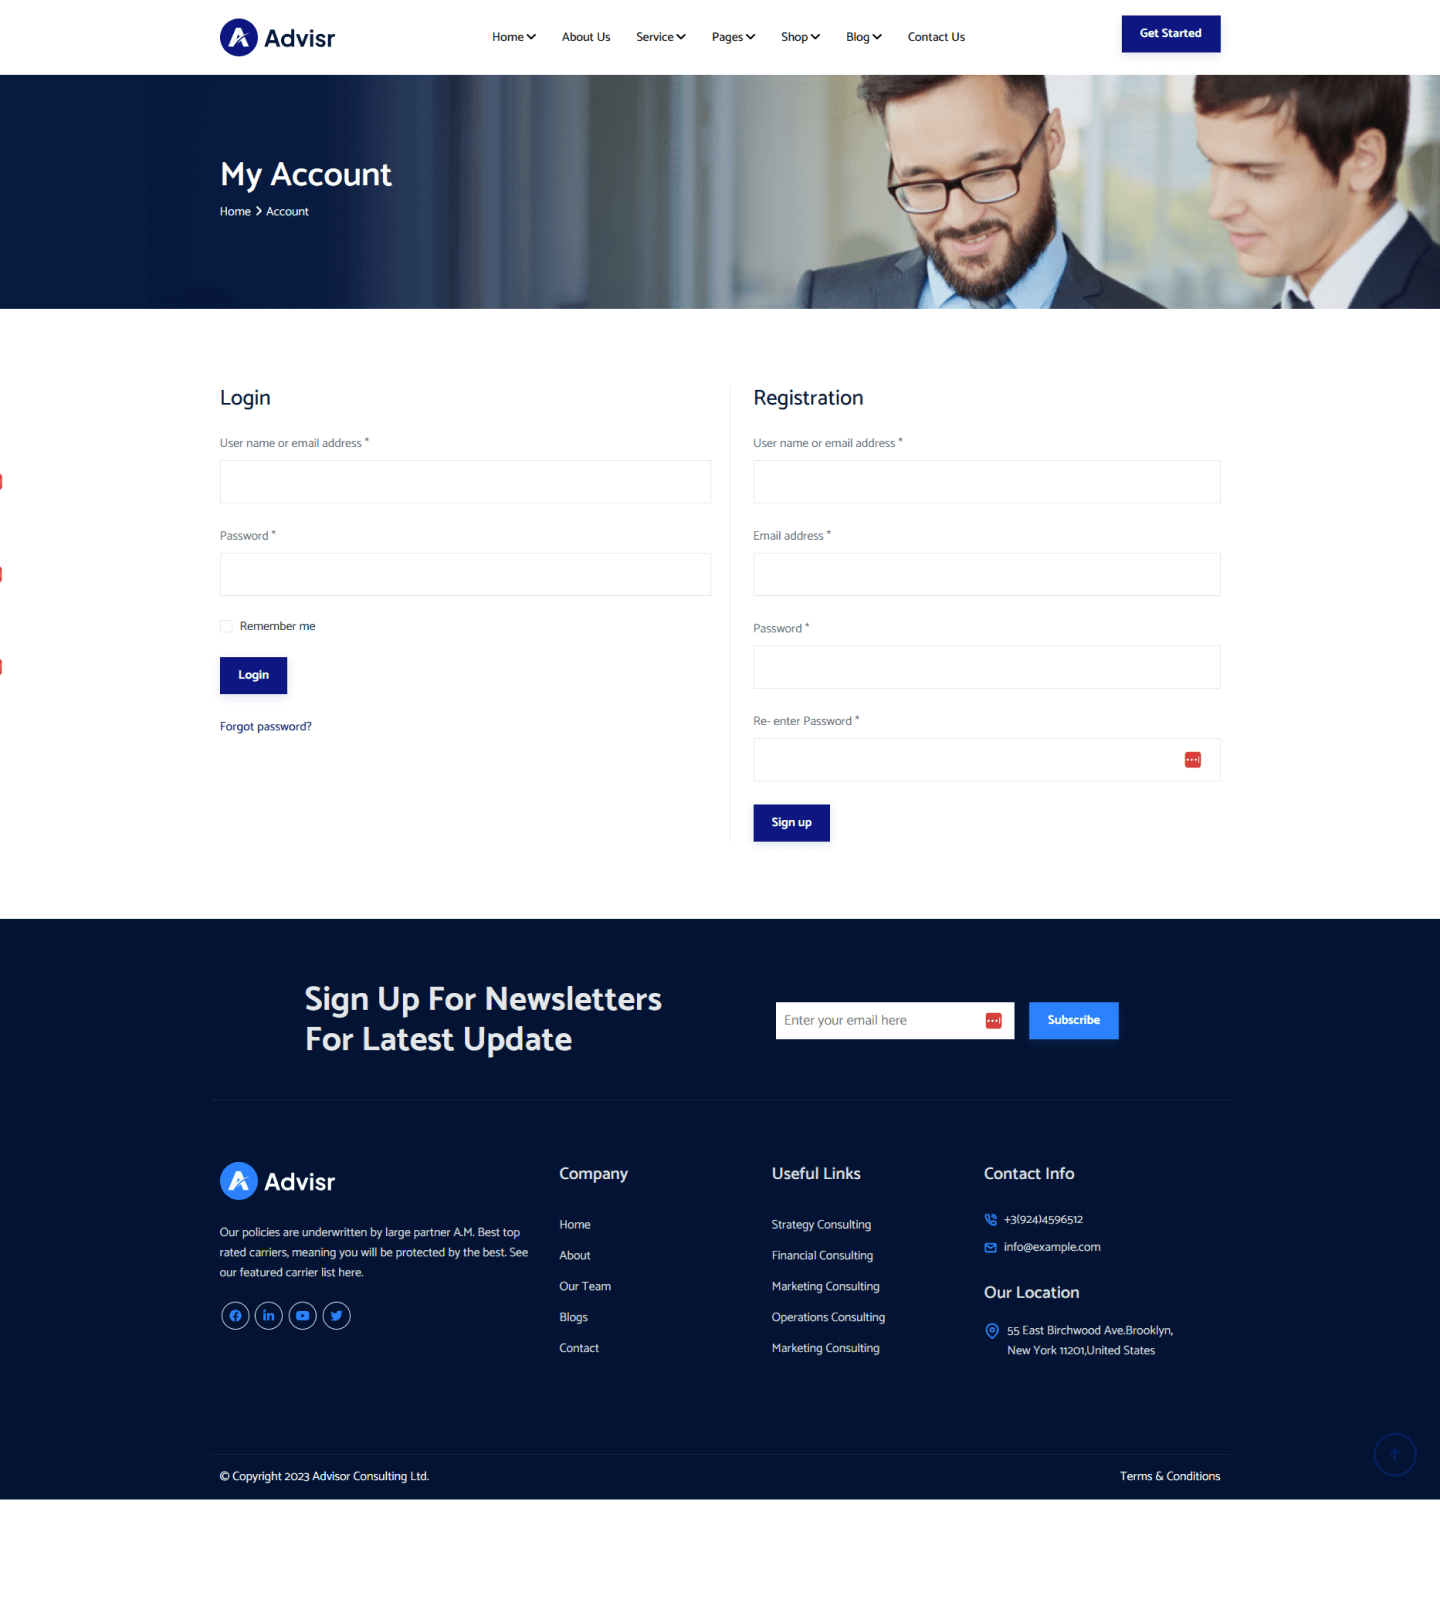 Advisr
Home
About Us
Service
Pages
Shop
Blog
Contact Us
Get Started
My Account
Home
Account
Login
User name or email address *
Password *
Remember me
Login
Forgot password?
Registration
User name or email address *
Email address *
Password *
Re- enter Password *
Sign up
Sign Up For Newsletters
For Latest Update
Enter your email here
Subscribe
Advisr
Our policies are underwritten by large partner A.M. Best top
rated carriers, meaning you will be protected by the best. See
our featured carrier list here.
Company
Home
About
Our Team
Blogs
Contact
Useful Links
Strategy Consulting
Financial Consulting
Marketing Consulting
Operations Consulting
Marketing Consulting
Contact Info
+3(924)4596512
info@example.com
Our Location
55 East Birchwood Ave.Brooklyn,
New York 11201,United States
© Copyright 2023 Advisor Consulting Ltd.
Terms & Conditions